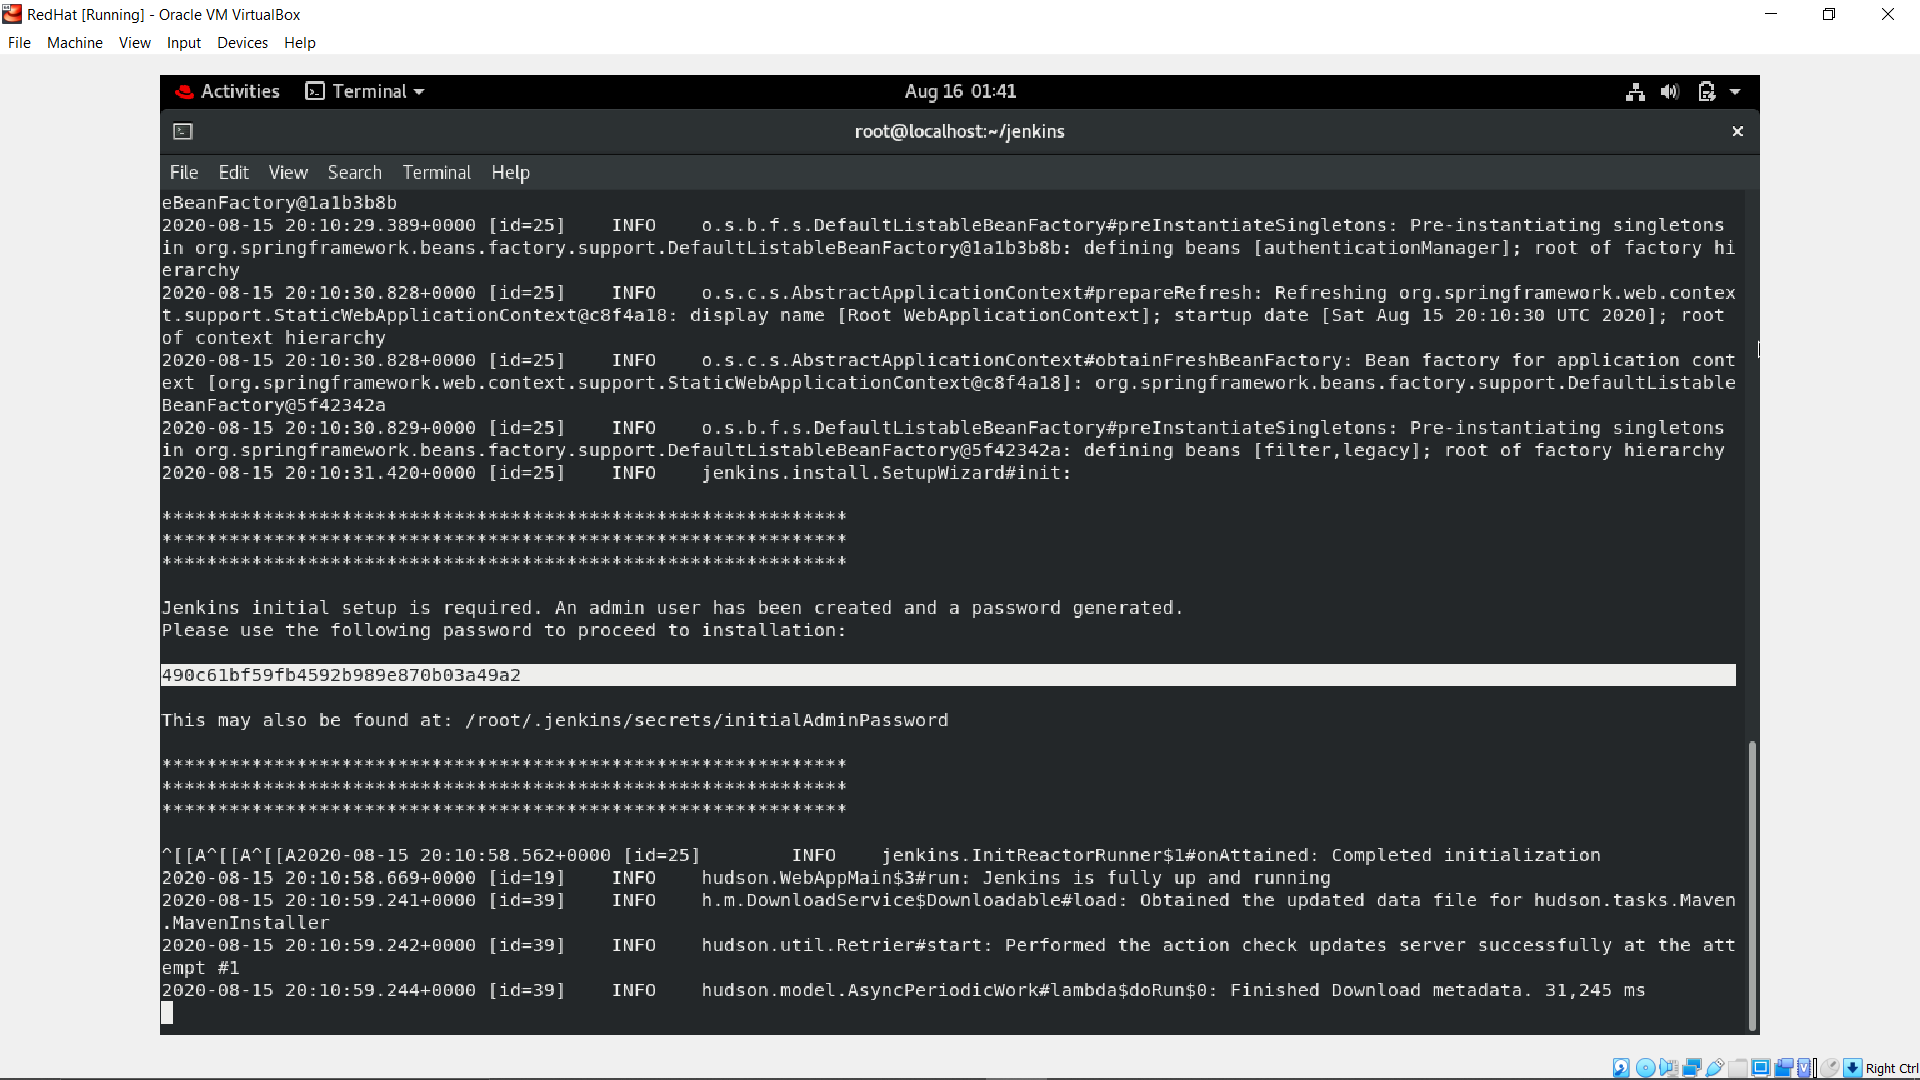 RedHat [Running] - Oracle VM VirtualBox
File Machine View Input Devices Help
Activities Terminal Aug 16 01:41
root@localhost:~/jenkins
File Edit View Search Terminal Help
eBeanFactory@1a1b3b8b
2020-08-15 20:10:29.389+0000 [id=25] INFO o.s.b.f.s.DefaultListableBeanFactory#preInstantiateSingletons: Pre-instantiating singletons
in org.springframework.beans.factory.support.DefaultListableBeanFactory@1a1b3b8b: defining beans [authenticationManager]; root of factory hi
erarchy
2020-08-15 20:10:30.828+0000 [id=25] INFO o.s.c.s.AbstractApplicationContext#prepareRefresh: Refreshing org.springframework.web.contex
t.support.StaticWebApplicationContext@c8f4a18: display name [Root WebApplicationContext]; startup date [Sat Aug 15 20:10:30 UTC 2020]; root
of context hierarchy
2020-08-15 20:10:30.828+0000 [id=25] INFO o.s.c.s.AbstractApplicationContext#obtainFreshBeanFactory: Bean factory for application cont
ext [org.springframework.web.context.support.StaticWebApplicationContext@c8f4a18]: org.springframework.beans.factory.support.DefaultListable
BeanFactory@5f42342a
2020-08-15 20:10:30.829+0000 [id=25] INFO o.s.b.f.s.DefaultListableBeanFactory#preInstantiateSingletons: Pre-instantiating singletons
in org.springframework.beans.factory.support.DefaultListableBeanFactory@5f42342a: defining beans [filter,legacy]; root of factory hierarchy
2020-08-15 20:10:31.420+0000 [id=25] INFO jenkins.install.SetupWizard#init:
*************************************************************
*************************************************************
*************************************************************
Jenkins initial setup is required. An admin user has been created and a password generated.
Please use the following password to proceed to installation:
490c61bf59fb4592b989e870b03a49a2
This may also be found at: /root/.jenkins/secrets/initialAdminPassword
*************************************************************
*************************************************************
*************************************************************
^[[A^[[A^[[A2020-08-15 20:10:58.562+0000 [id=25] INFO jenkins.InitReactorRunner$1#onAttained: Completed initialization
2020-08-15 20:10:58.669+0000 [id=19] INFO hudson.WebAppMain$3#run: Jenkins is fully up and running
2020-08-15 20:10:59.241+0000 [id=39] INFO h.m.DownloadService$Downloadable#load: Obtained the updated data file for hudson.tasks.Maven
.MavenInstaller
2020-08-15 20:10:59.242+0000 [id=39] INFO hudson.util.Retrier#start: Performed the action check updates server successfully at the att
empt #1
2020-08-15 20:10:59.244+0000 [id=39] INFO hudson.model.AsyncPeriodicWork#lambda$doRun$0: Finished Download metadata. 31,245 ms
Right Ctrl